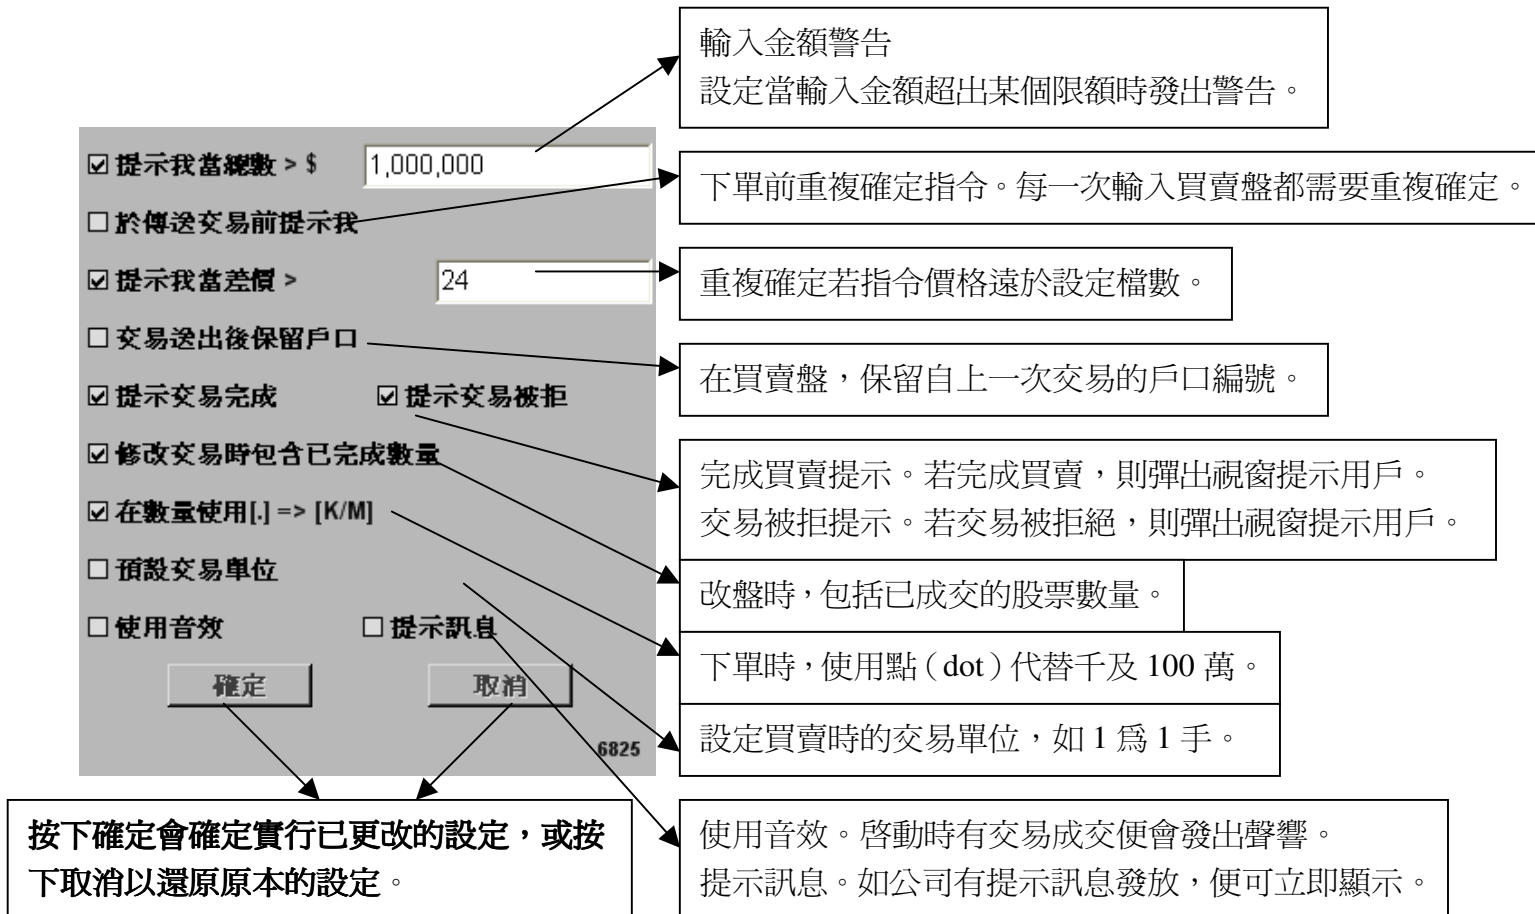 輸入金額警告
設定當輸入金額超出某個限額時發出警告。
提示我當總數 > $ 1,000,000
下單前重複確定指令。每一次輸入買賣盤都需要重複確定。
於傳送交易前提示我
提示我當差價 > 24
重複確定若指令價格遠於設定檔數。
交易送出後保留戶口
在買賣盤，保留自上一次交易的戶口編號。
提示交易完成 提示交易被拒
修改交易時包含已完成數量
完成買賣提示。若完成買賣，則彈出視窗提示用戶。
交易被拒提示。若交易被拒絕，則彈出視窗提示用戶。
在數量使用[.] => [K/M]
預設交易單位
改盤時，包括已成交的股票數量。
使用音效 提示訊息
下單時，使用點（dot）代替千及 100 萬。
確定 取消
設定買賣時的交易單位，如 1 爲 1 手。
6825
按下確定會確定實行已更改的設定，或按
下取消以還原原本的設定。
使用音效。啓動時有交易成交便會發出聲響。
提示訊息。如公司有提示訊息發放，便可立即顯示。